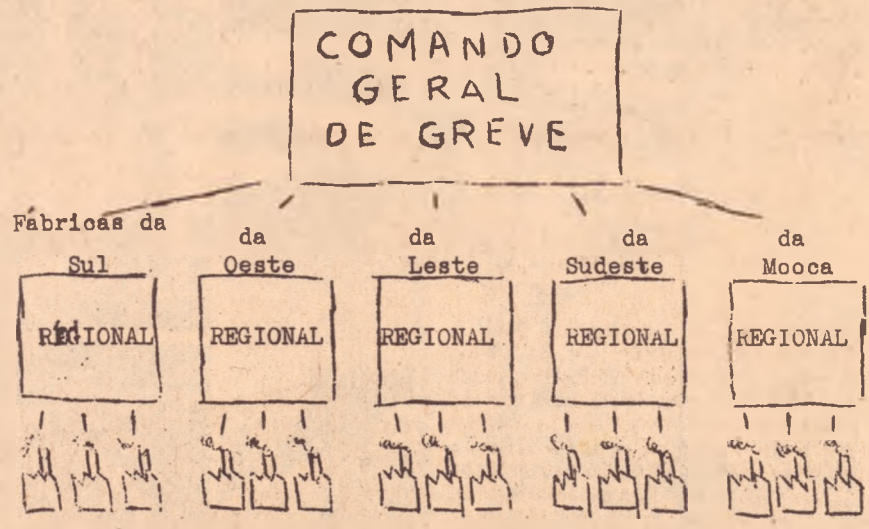 COMANDO
GERAL
DE GREVE
Fábricas da
Sul
da
Oeste
da
Leste
da
Sudeste
da
Mooca
REGIONAL
REGIONAL
REGIONAL
REGIONAL
REGIONAL